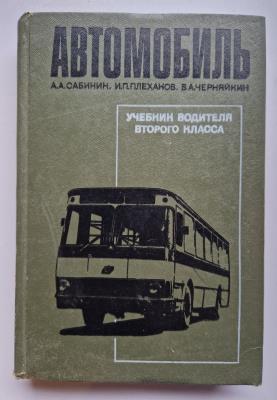 АВТОМОБИЛЬ
А.А.САБИНИН, И.П.ПЛЕХАНОВ, В.А.ЧЕРНЯЙКИН
УЧЕБНИК ВОДИТЕЛЯ
ВТОРОГО КЛАССА